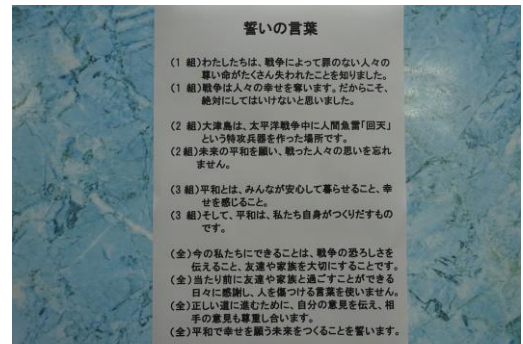 誓いの言葉
(1 組)わたしたちは、戦争によって罪のない人々の
尊い命がたくさん失われたことを知りました。
(1 組)戦争は人々の幸せを奪います。だからこそ、
絶対にしてはいけないと思いました。
(2 組)大津島は、太平洋戦争中に人間魚雷「回天」
という特攻兵器を作った場所です。
(2組)未来の平和を願い、戦った人々の思いを忘れ
ません。
(3 組)平和とは、みんなが安心して暮らせること、幸
せを感じること。
(3 組)そして、平和は、私たち自身がつくりだすもの
です。
(全)今の私たちにできることは、戦争の恐ろしさを
伝えること、友達や家族を大切にすることです。
(全)当たり前に友達や家族と過ごすことができる
日々に感謝し、人を傷つける言葉を使いません。
(全)正しい道に進むために、自分の意見を伝え、相
手の意見も尊重し合います。
(全)平和で幸せを願う未来をつくることを誓います。